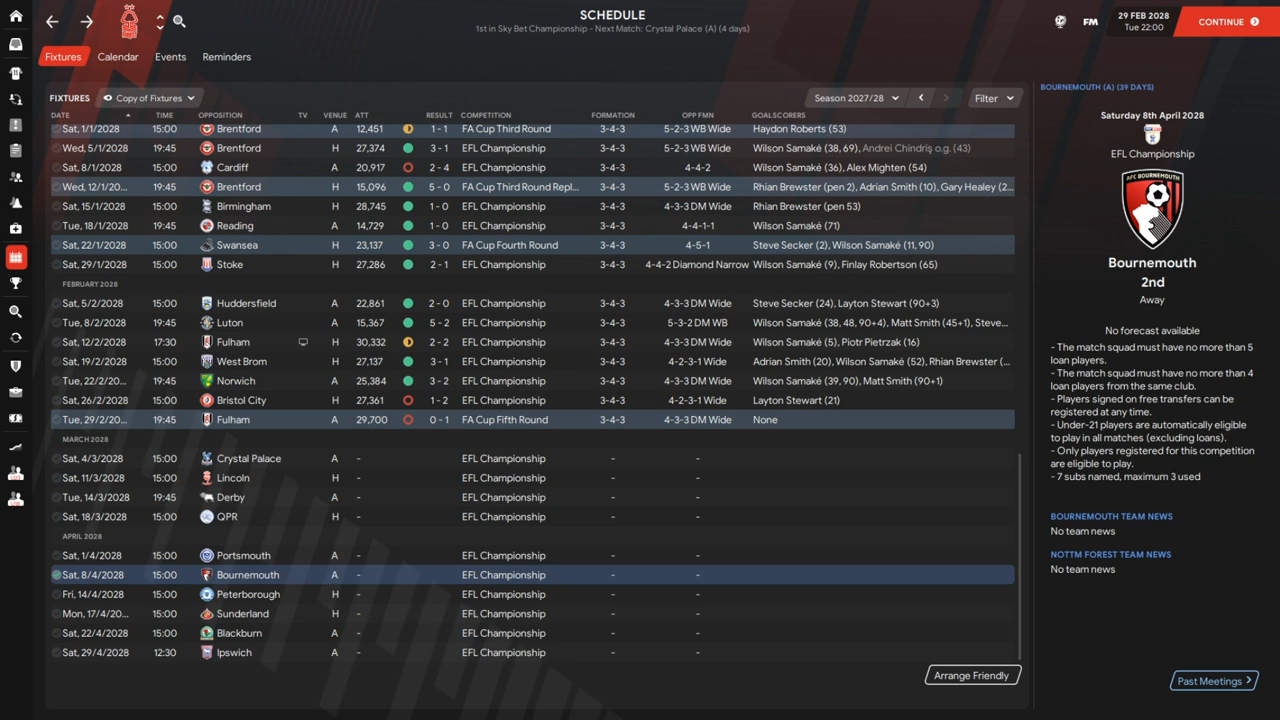 SCHEDULE
1st in Sky Bet Championship - Next Match: Crystal Palace (A) (4 days)
FM
29 FEB 2028
Tue 22:00
CONTINUE
Fixtures Calendar Events Reminders
FIXTURES Copy of Fixtures Season 2027/28 Filter
DATE TIME OPPOSITION TV VENUE ATT RESULT COMPETITION FORMATION OPP FMN GOALSCORERS
Sat, 1/1/2028 15:00 Brentford A 12,451 1 - 1 FA Cup Third Round 3-4-3 5-2-3 WB Wide Haydon Roberts (53)
Wed, 5/1/2028 19:45 Brentford H 27,374 3 - 1 EFL Championship 3-4-3 5-2-3 WB Wide Wilson Samaké (38, 69), Andrei Chindriş o.g. (43)
Sat, 8/1/2028 15:00 Cardiff A 20,917 2 - 4 EFL Championship 3-4-3 4-4-2 Wilson Samaké (36), Alex Mighten (54)
Wed, 12/1/20... 19:45 Brentford H 15,096 5 - 0 FA Cup Third Round Repl... 3-4-3 5-2-3 WB Wide Rhian Brewster (pen 2), Adrian Smith (10), Gary Healey (2...
Sat, 15/1/2028 15:00 Birmingham H 28,745 1 - 0 EFL Championship 3-4-3 4-3-3 DM Wide Rhian Brewster (pen 53)
Tue, 18/1/2028 19:45 Reading A 14,729 1 - 0 EFL Championship 3-4-3 4-4-1-1 Wilson Samaké (71)
Sat, 22/1/2028 15:00 Swansea H 23,137 3 - 0 FA Cup Fourth Round 3-4-3 4-5-1 Steve Secker (2), Wilson Samaké (11, 90)
Sat, 29/1/2028 15:00 Stoke H 27,286 2 - 1 EFL Championship 3-4-3 4-4-2 Diamond Narrow Wilson Samaké (9), Finlay Robertson (65)
FEBRUARY 2028
Sat, 5/2/2028 15:00 Huddersfield A 22,861 2 - 0 EFL Championship 3-4-3 4-3-3 DM Wide Steve Secker (24), Layton Stewart (90+3)
Tue, 8/2/2028 19:45 Luton A 15,367 5 - 2 EFL Championship 3-4-3 5-3-2 DM WB Wilson Samaké (38, 48, 90+4), Matt Smith (45+1), Steve...
Sat, 12/2/2028 17:30 Fulham H 30,332 2 - 2 EFL Championship 3-4-3 4-3-3 DM Wide Wilson Samaké (5), Piotr Pietrzak (16)
Sat, 19/2/2028 15:00 West Brom H 27,137 3 - 1 EFL Championship 3-4-3 4-2-3-1 Wide Adrian Smith (20), Wilson Samaké (52), Rhian Brewster (...
Tue, 22/2/20... 19:45 Norwich A 25,384 3 - 2 EFL Championship 3-4-3 4-3-3 DM Wide Wilson Samaké (39, 90), Matt Smith (90+1)
Sat, 26/2/2028 15:00 Bristol City H 27,361 1 - 2 EFL Championship 3-4-3 4-2-3-1 Wide Layton Stewart (21)
Tue, 29/2/20... 19:45 Fulham A 29,700 0 - 1 FA Cup Fifth Round 3-4-3 4-3-3 DM Wide None
MARCH 2028
Sat, 4/3/2028 15:00 Crystal Palace A - EFL Championship - -
Sat, 11/3/2028 15:00 Lincoln H - EFL Championship - -
Tue, 14/3/2028 19:45 Derby A - EFL Championship - -
Sat, 18/3/2028 15:00 QPR H - EFL Championship - -
APRIL 2028
Sat, 1/4/2028 15:00 Portsmouth A - EFL Championship - -
Sat, 8/4/2028 15:00 Bournemouth A - EFL Championship - -
Fri, 14/4/2028 15:00 Peterborough H - EFL Championship - -
Mon, 17/4/20... 15:00 Sunderland H - EFL Championship - -
Sat, 22/4/2028 15:00 Blackburn A - EFL Championship - -
Sat, 29/4/2028 12:30 Ipswich A - EFL Championship - -
Arrange Friendly
BOURNEMOUTH (A) (39 DAYS)
Saturday 8th April 2028
EFL Championship
AFC BOURNEMOUTH
Bournemouth
2nd
Away
No forecast available
- The match squad must have no more than 5
loan players.
- The match squad must have no more than 4
loan players from the same club.
- Players signed on free transfers can be
registered at any time.
- Under-21 players are automatically eligible
to play in all matches (excluding loans).
- Only players registered for this competition
are eligible to play.
- 7 subs named, maximum 3 used
BOURNEMOUTH TEAM NEWS
No team news
NOTTM FOREST TEAM NEWS
No team news
Past Meetings